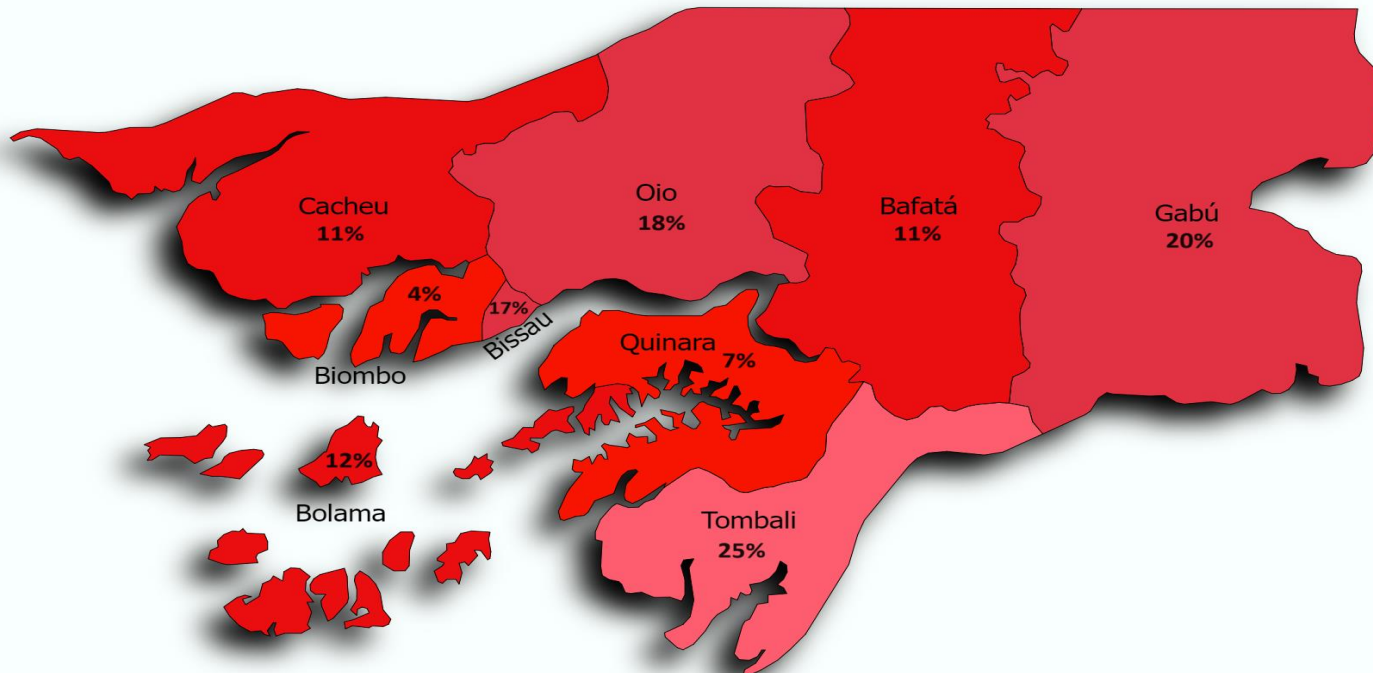 Cacheu
11%
Oio
18%
Bafatá
11%
Gabú
20%
4%
Biombo
17%
Bissau
Quinara
7%
12%
Bolama
Tombali
25%